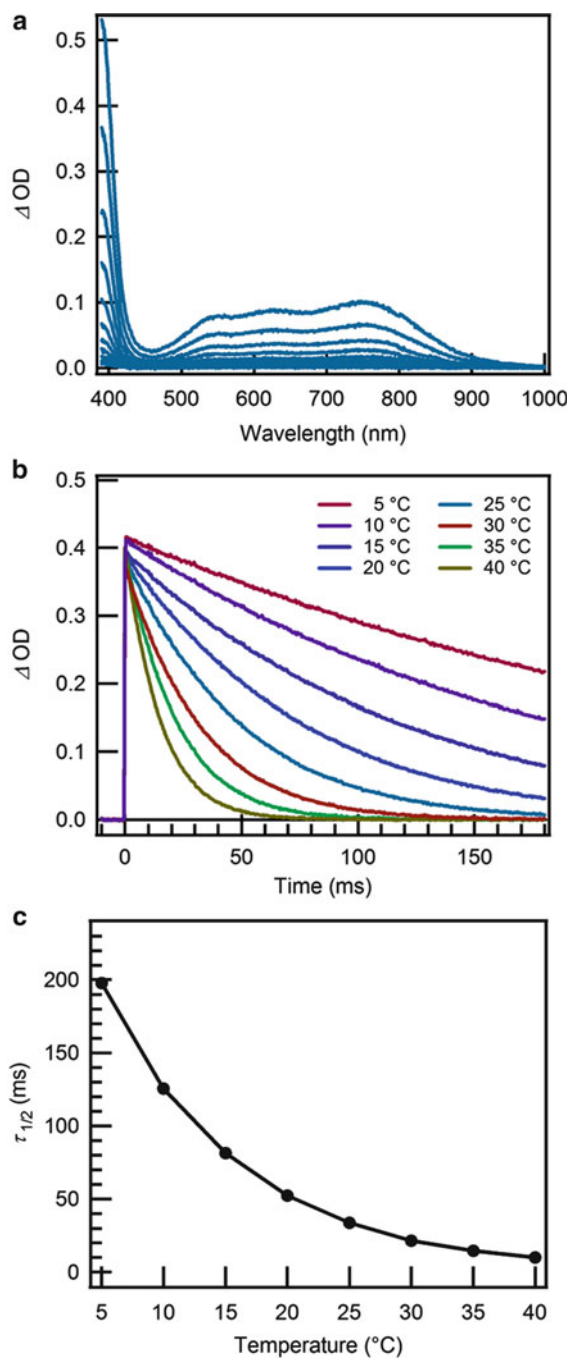 a
0.5
0.4
0.3
0.2
0.1
0.0
Δ OD
400 500 600 700 800 900 1000
Wavelength (nm)
b
0.5
0.4
0.3
0.2
0.1
0.0
Δ OD
5 °C 25 °C
10 °C 30 °C
15 °C 35 °C
20 °C 40 °C
0 50 100 150
Time (ms)
c
200
150
100
50
0
τ1/2 (ms)
5 10 15 20 25 30 35 40
Temperature (°C)